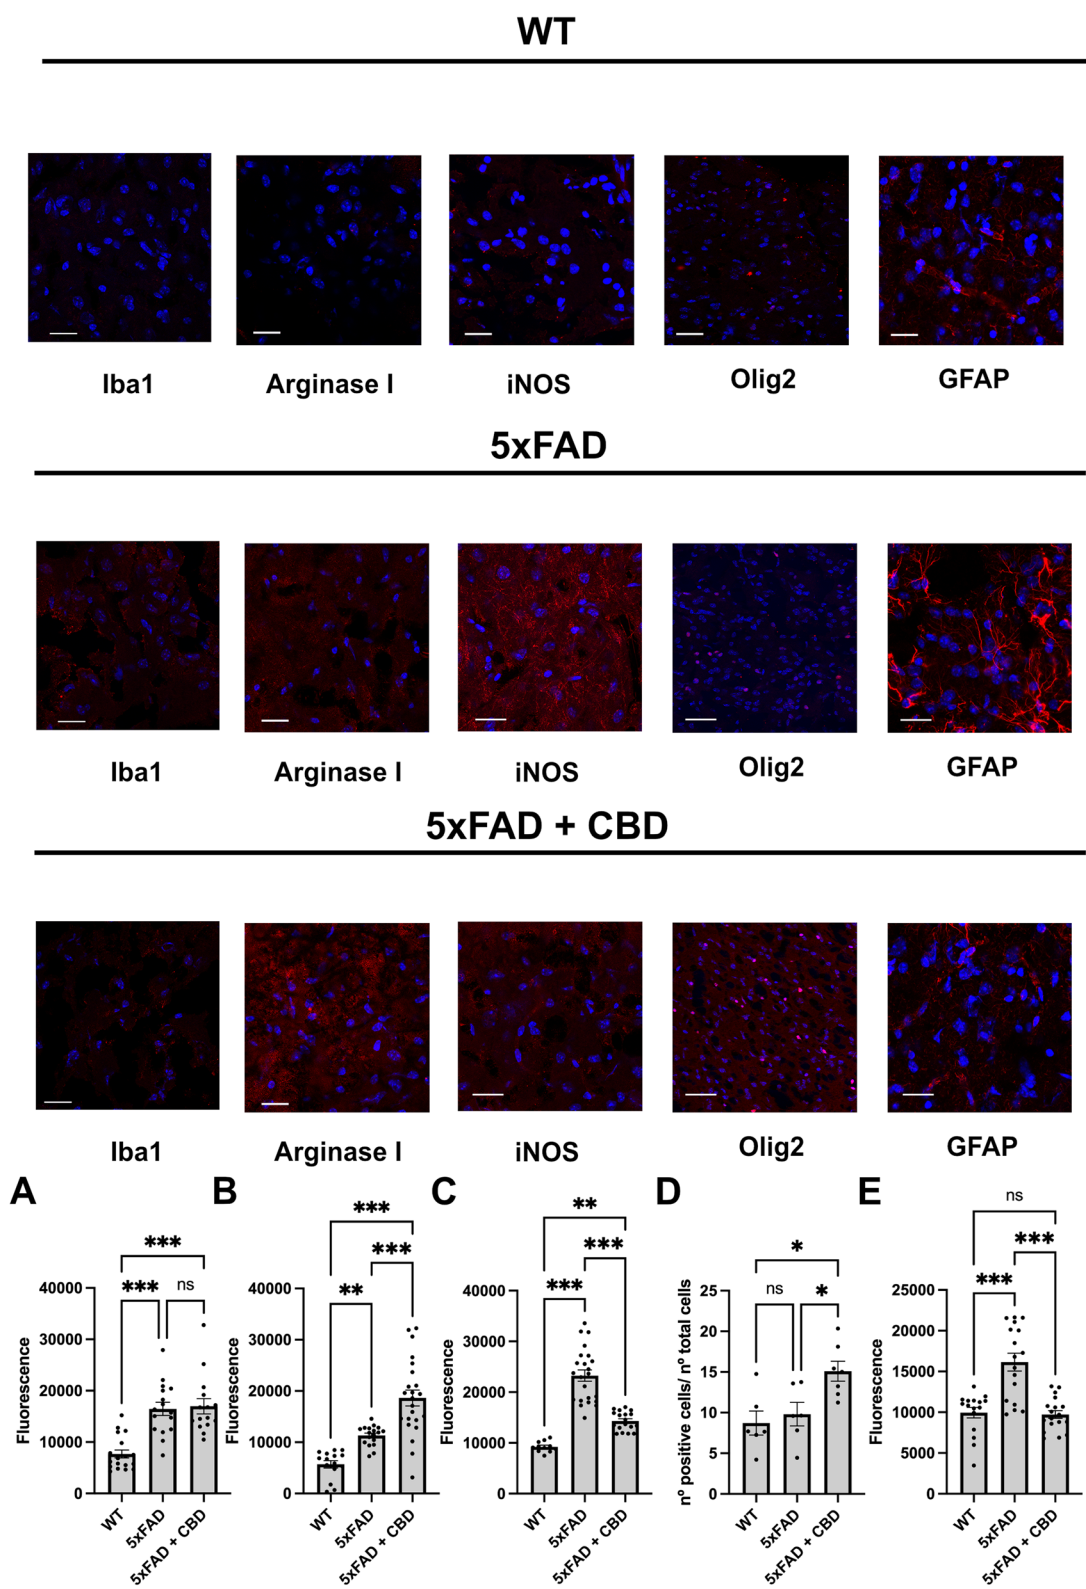 WT
Iba1
Arginase I
iNOS
Olig2
GFAP
5xFAD
Iba1
Arginase I
iNOS
Olig2
GFAP
5xFAD + CBD
Iba1
Arginase I
iNOS
Olig2
GFAP
A
***
***
ns
Fluorescence
40000
30000
20000
10000
0
WT
5xFAD
5xFAD + CBD
B
***
***
**
Fluorescence
40000
30000
20000
10000
0
WT
5xFAD
5xFAD + CBD
C
**
***
***
Fluorescence
40000
30000
20000
10000
0
WT
5xFAD
5xFAD + CBD
D
*
ns
*
nº positive cells/ nº total cells
25
20
15
10
5
0
WT
5xFAD
5xFAD + CBD
E
ns
***
***
Fluorescence
25000
20000
15000
10000
5000
0
WT
5xFAD
5xFAD + CBD